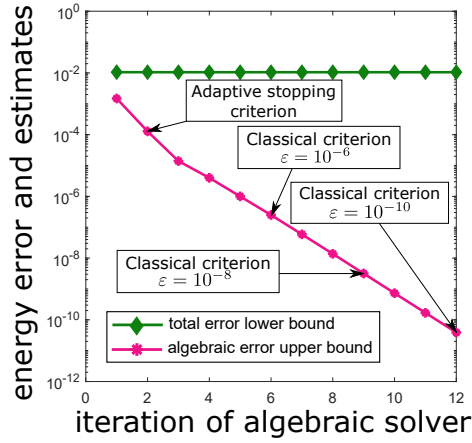 energy error and estimates
10^0
10^-2
10^-4
10^-6
10^-8
10^-10
10^-12
Adaptive stopping
criterion
Classical criterion
ε = 10^-6
Classical criterion
ε = 10^-10
Classical criterion
ε = 10^-8
total error lower bound
algebraic error upper bound
0 2 4 6 8 10 12
iteration of algebraic solver